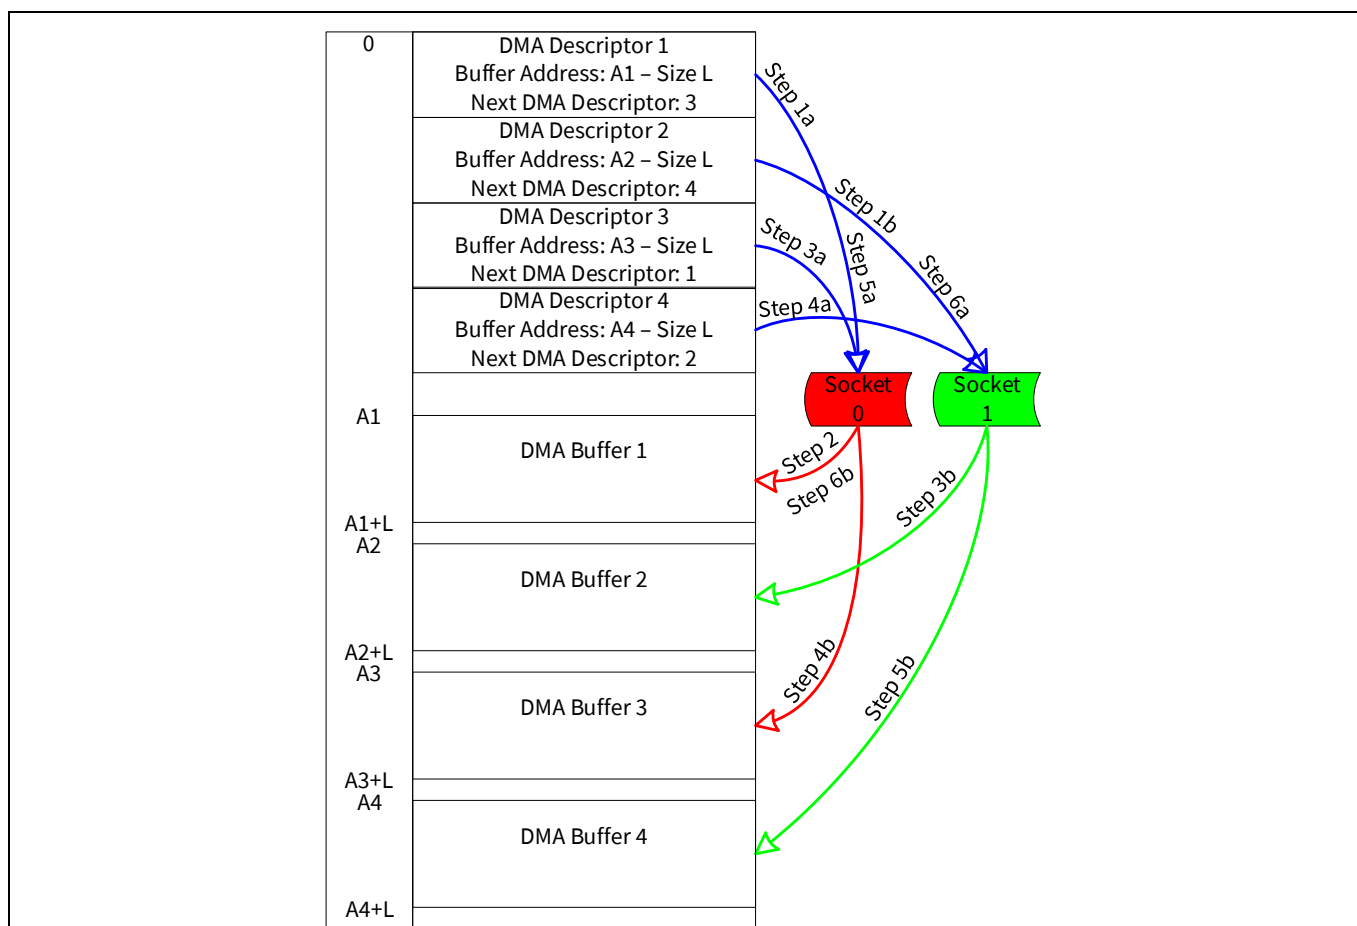 0
DMA Descriptor 1
Buffer Address: A1 – Size L
Next DMA Descriptor: 3
DMA Descriptor 2
Buffer Address: A2 – Size L
Next DMA Descriptor: 4
DMA Descriptor 3
Buffer Address: A3 – Size L
Next DMA Descriptor: 1
DMA Descriptor 4
Buffer Address: A4 – Size L
Next DMA Descriptor: 2
Step 1a
Step 1b
Step 3a
Step 5a
Step 6a
Step 4a
Socket
0
Socket
1
A1
DMA Buffer 1
Step 2
Step 6b
Step 3b
A1+L
A2
DMA Buffer 2
A2+L
A3
DMA Buffer 3
Step 4b
Step 5b
A3+L
A4
DMA Buffer 4
A4+L